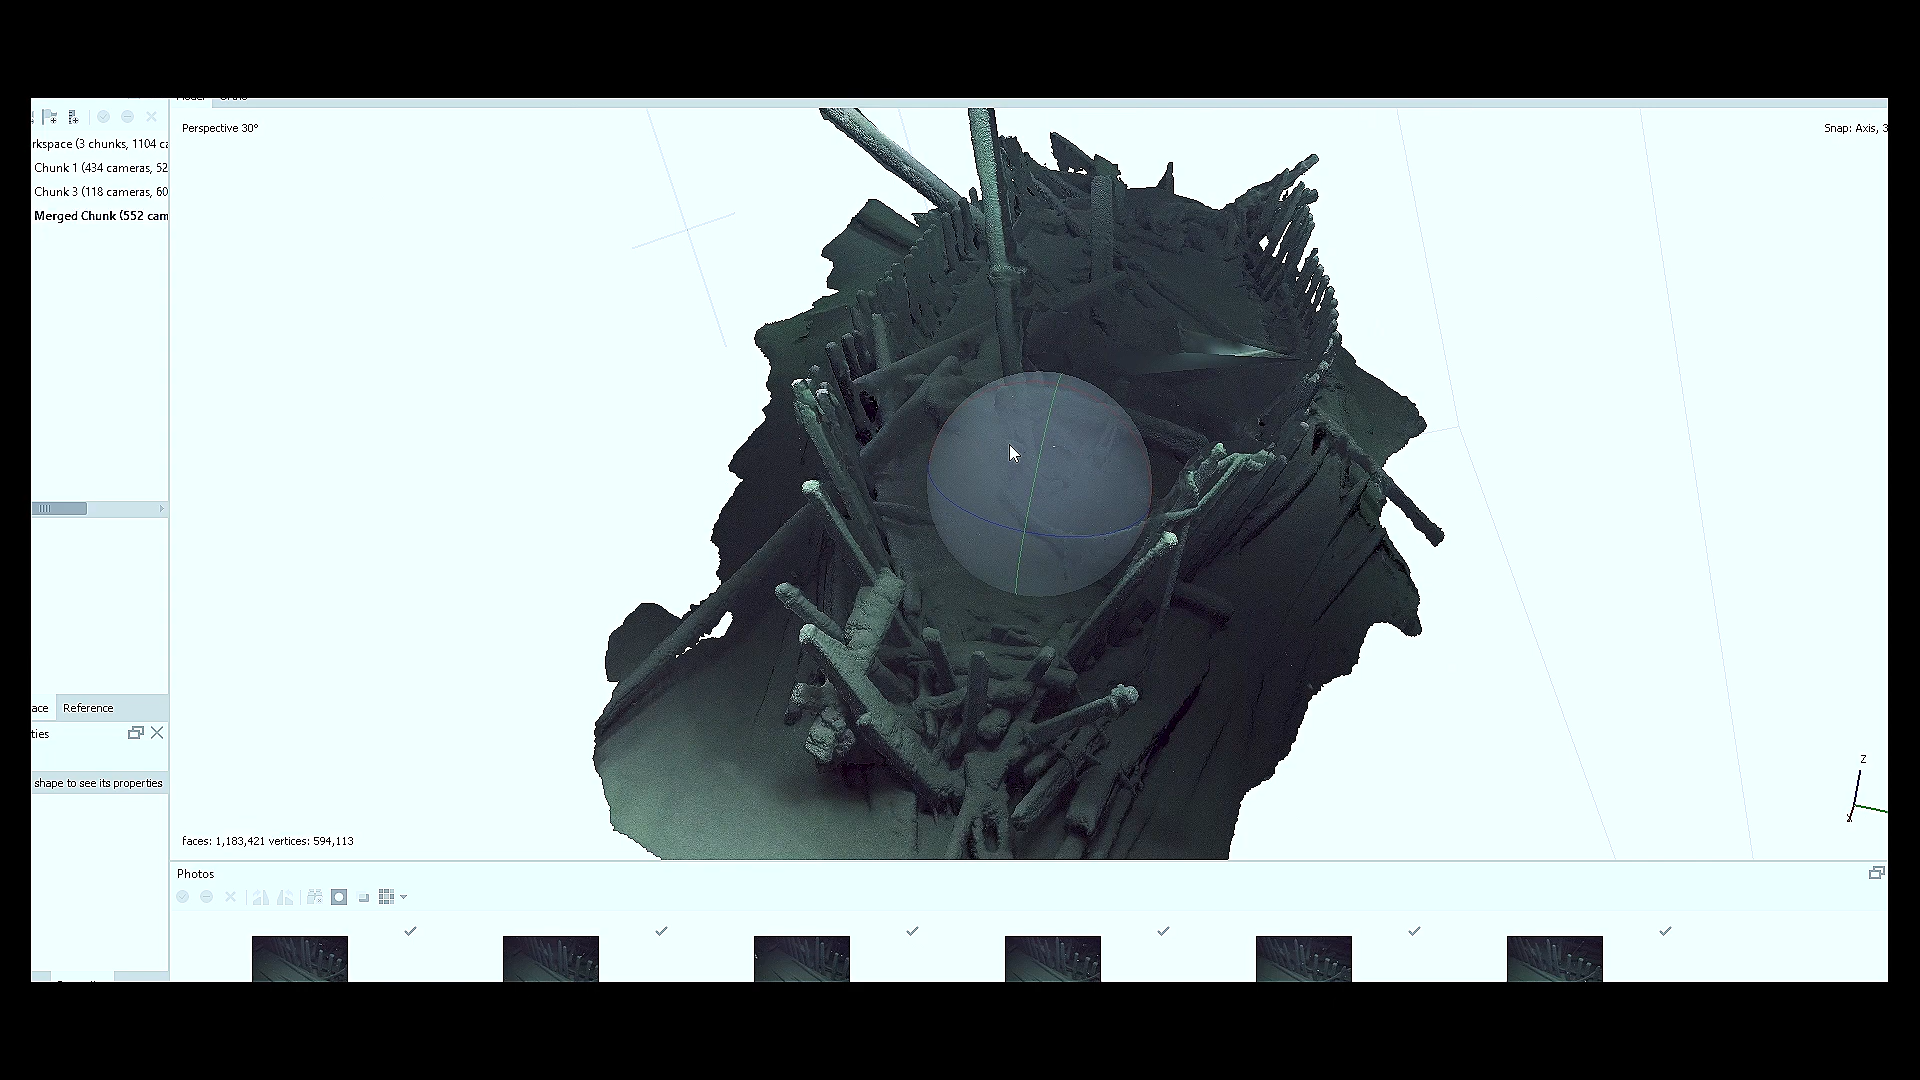 Perspective 30°
Snap: Axis, 3
rkspace (3 chunks, 1104 ca
Chunk 1 (434 cameras, 52
Chunk 3 (118 cameras, 60
Merged Chunk (552 cam
ace
Reference
ties
shape to see its properties
Z
X
faces: 1,183,421 vertices: 594,113
Photos